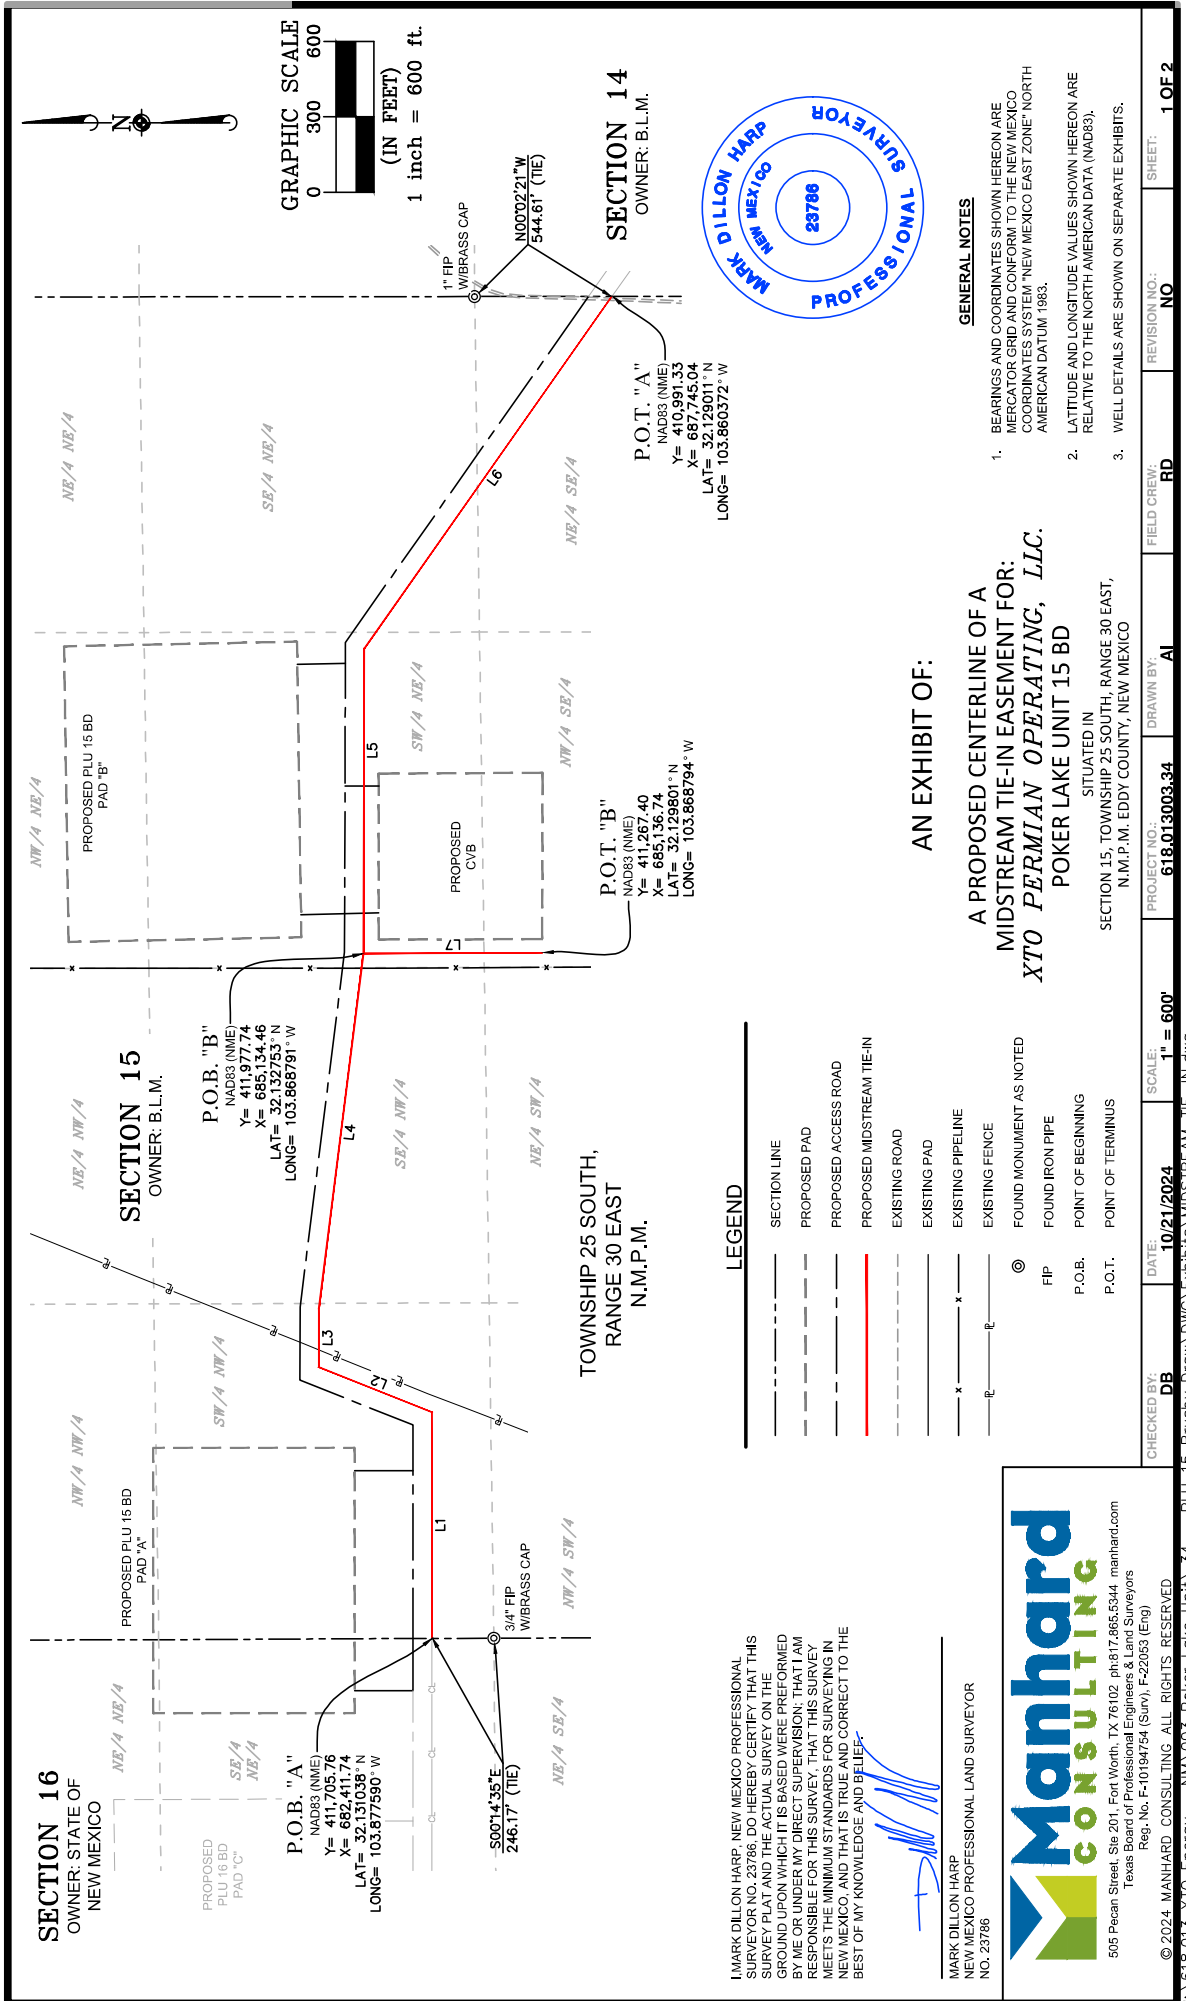 SECTION 16
OWNER: STATE OF
NEW MEXICO
NE/4 NE/4
SE/4
NE/4
PROPOSED
PLU 16 BD
PAD "C"
NE/4 SE/4
P.O.B. "A"
NAD83 (NME)
Y= 411,705.76
X= 682,411.74
LAT= 32.131038° N
LONG= 103.877590° W
CL
CL
CL
CL
S00°14'35"E
246.17' (TIE)
3/4" FIP
W/BRASS CAP
PROPOSED PLU 15 BD
PAD "A"
NW/4 NW/4
SW/4 NW/4
NW/4 SW/4
L1
L2
L3
PL
PL
PL
PL
PL
PL
SECTION 15
OWNER: B.L.M.
NE/4 NW/4
SE/4 NW/4
NE/4 SW/4
L4
TOWNSHIP 25 SOUTH,
RANGE 30 EAST
N.M.P.M.
P.O.B. "B"
NAD83 (NME)
Y= 411,977.74
X= 685,134.46
LAT= 32.132753° N
LONG= 103.868791° W
NW/4 NE/4
PROPOSED PLU 15 BD
PAD "B"
L5
L7
SW/4 NE/4
PROPOSED
CVB
NW/4 SE/4
P.O.T. "B"
NAD83 (NME)
Y= 411,267.40
X= 685,136.74
LAT= 32.129801° N
LONG= 103.868794° W
NE/4 NE/4
SE/4 NE/4
NE/4 SE/4
L6
P.O.T. "A"
NAD83 (NME)
Y= 410,991.33
X= 687,745.04
LAT= 32.129011° N
LONG= 103.860372° W
1" FIP
W/BRASS CAP
N00°02'21"W
544.61' (TIE)
SECTION 14
OWNER: B.L.M.
N
GRAPHIC SCALE
0 300 600
(IN FEET)
1 inch = 600 ft.
MARK DILLON HARP
NEW MEXICO
23786
PROFESSIONAL SURVEYOR
I, MARK DILLON HARP, NEW MEXICO PROFESSIONAL
SURVEYOR NO. 23786, DO HEREBY CERTIFY THAT THIS
SURVEY PLAT AND THE ACTUAL SURVEY ON THE
GROUND UPON WHICH IT IS BASED WERE PREFORMED
BY ME OR UNDER MY DIRECT SUPERVISION; THAT I AM
RESPONSIBLE FOR THIS SURVEY, THAT THIS SURVEY
MEETS THE MINIMUM STANDARDS FOR SURVEYING IN
NEW MEXICO, AND THAT IS TRUE AND CORRECT TO THE
BEST OF MY KNOWLEDGE AND BELIEF.
MARK DILLON HARP
NEW MEXICO PROFESSIONAL LAND SURVEYOR
NO. 23786
LEGEND
SECTION LINE
PROPOSED PAD
PROPOSED ACCESS ROAD
PROPOSED MIDSTREAM TIE-IN
EXISTING ROAD
EXISTING PAD
EXISTING PIPELINE
EXISTING FENCE
FOUND MONUMENT AS NOTED
FIP FOUND IRON PIPE
P.O.B. POINT OF BEGINNING
P.O.T. POINT OF TERMINUS
AN EXHIBIT OF:
A PROPOSED CENTERLINE OF A
MIDSTREAM TIE-IN EASEMENT FOR:
XTO PERMIAN OPERATING, LLC.
POKER LAKE UNIT 15 BD
SITUATED IN
SECTION 15, TOWNSHIP 25 SOUTH, RANGE 30 EAST,
N.M.P.M. EDDY COUNTY, NEW MEXICO
GENERAL NOTES
1. BEARINGS AND COORDINATES SHOWN HEREON ARE
MERCATOR GRID AND CONFORM TO THE NEW MEXICO
COORDINATES SYSTEM "NEW MEXICO EAST ZONE" NORTH
AMERICAN DATUM 1983.
2. LATITUDE AND LONGITUDE VALUES SHOWN HEREON ARE
RELATIVE TO THE NORTH AMERICAN DATA (NAD83).
3. WELL DETAILS ARE SHOWN ON SEPARATE EXHIBITS.
Manhard
CONSULTING
505 Pecan Street, Ste 201, Fort Worth, TX 76102 ph:817.865.5344 manhard.com
Texas Board of Professional Engineers & Land Surveyors
Reg. No. F-10194754 (Surv), F-22053 (Eng)
© 2024 MANHARD CONSULTING ALL RIGHTS RESERVED
CHECKED BY: DB
DATE: 10/21/2024
SCALE: 1" = 600'
PROJECT NO.: 618.013003.34
DRAWN BY: AI
FIELD CREW: RD
REVISION NO.: NO
SHEET: 1 OF 2